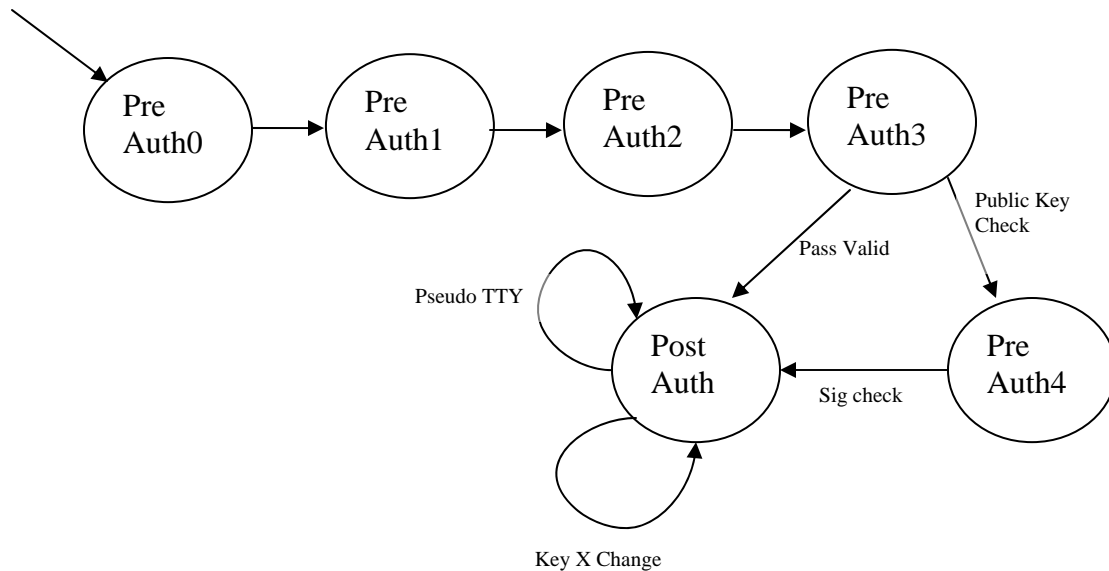 Pre
Auth0
Pre
Auth1
Pre
Auth2
Pre
Auth3
Public Key
Check
Pass Valid
Pseudo TTY
Post
Auth
Pre
Auth4
Sig check
Key X Change